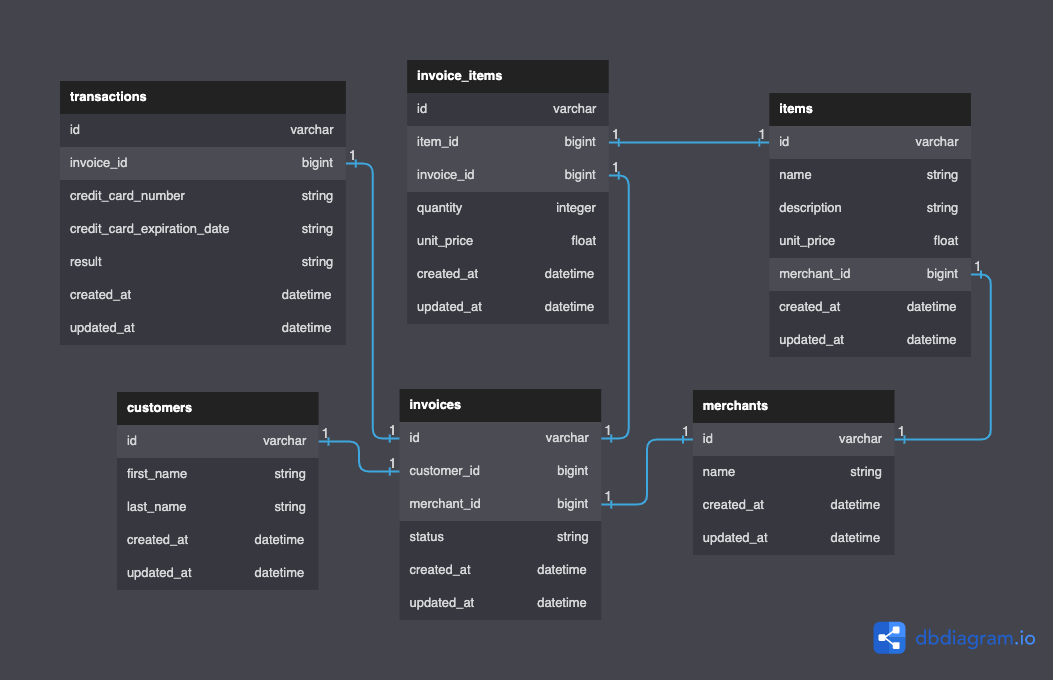 transactions
id varchar
invoice_id bigint 1
credit_card_number string
credit_card_expiration_date string
result string
created_at datetime
updated_at datetime
invoice_items
id varchar
item_id bigint 1
invoice_id bigint 1
quantity integer
unit_price float
created_at datetime
updated_at datetime
items
1 id varchar
name string
description string
unit_price float
merchant_id bigint 1
created_at datetime
updated_at datetime
customers
id varchar 1
first_name string
last_name string
created_at datetime
updated_at datetime
invoices
1 id varchar 1
1 customer_id bigint
merchant_id bigint 1
status string
created_at datetime
updated_at datetime
merchants
1 id varchar 1
name string
created_at datetime
updated_at datetime
dbdiagram.io